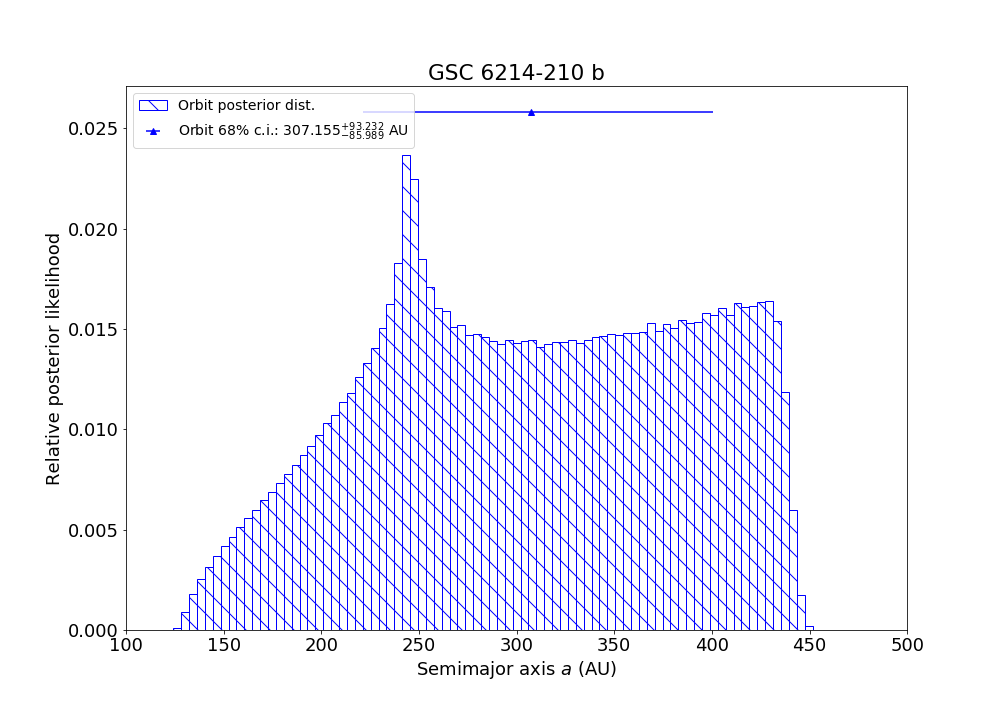 GSC 6214-210 b
Orbit posterior dist.
Orbit 68% c.i.: 307.155$^{+93.232}_{-85.989}$ AU
Relative posterior likelihood
0.025
0.020
0.015
0.010
0.005
0.000
100 150 200 250 300 350 400 450 500
Semimajor axis a (AU)